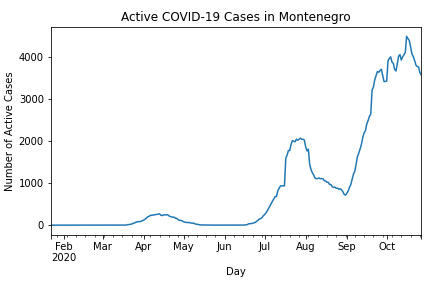 Active COVID-19 Cases in Montenegro
Number of Active Cases
4000
3000
2000
1000
0
Feb Mar Apr May Jun Jul Aug Sep Oct
2020
Day